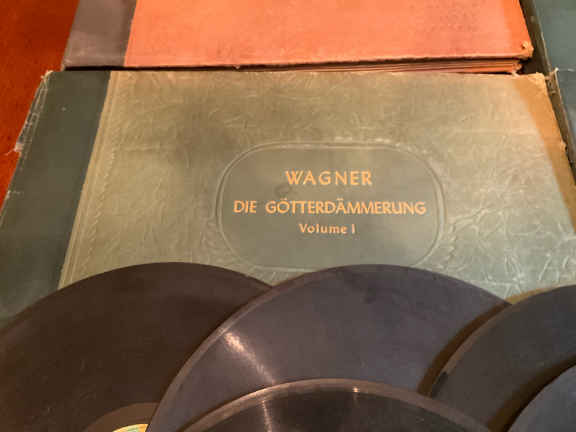 WAGNER
DIE GÖTTERDÄMMERUNG
Volume I